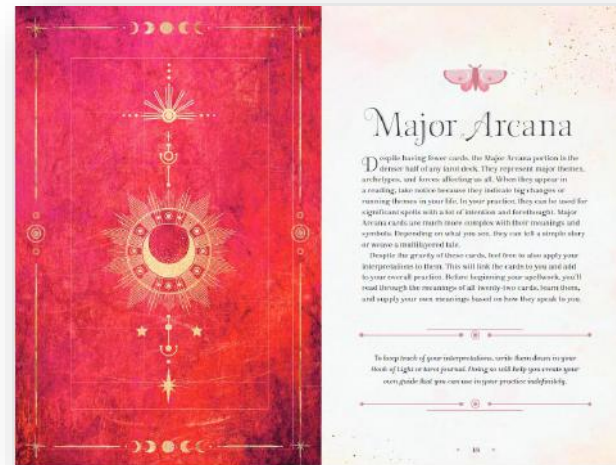 Major Arcana
Despite having fewer cards, the Major Arcana portion is the
denser half of any tarot deck. They represent major themes,
archetypes, and forces affecting us all. When they appear in
a reading, take notice because they indicate big changes or
running themes in your life. In your practice, they can be used for
significant spells with a lot of intention and forethought. Major
Arcana cards are much more complex with their meanings and
symbols. Depending on what you see, they can tell a simple story
or weave a multilayered tale.
Despite the gravity of these cards, feel free to also apply your
interpretations to them. This will link the cards to you and add
to your overall practice. Before beginning your spellwork, you'll
read through the meanings of all twenty-two cards, learn them,
and supply your own meanings based on how they speak to you.
To keep track of your interpretations, write them down in your
Book of Light or tarot journal. Doing so will help you create your
own guide that you can use in your practice indefinitely.